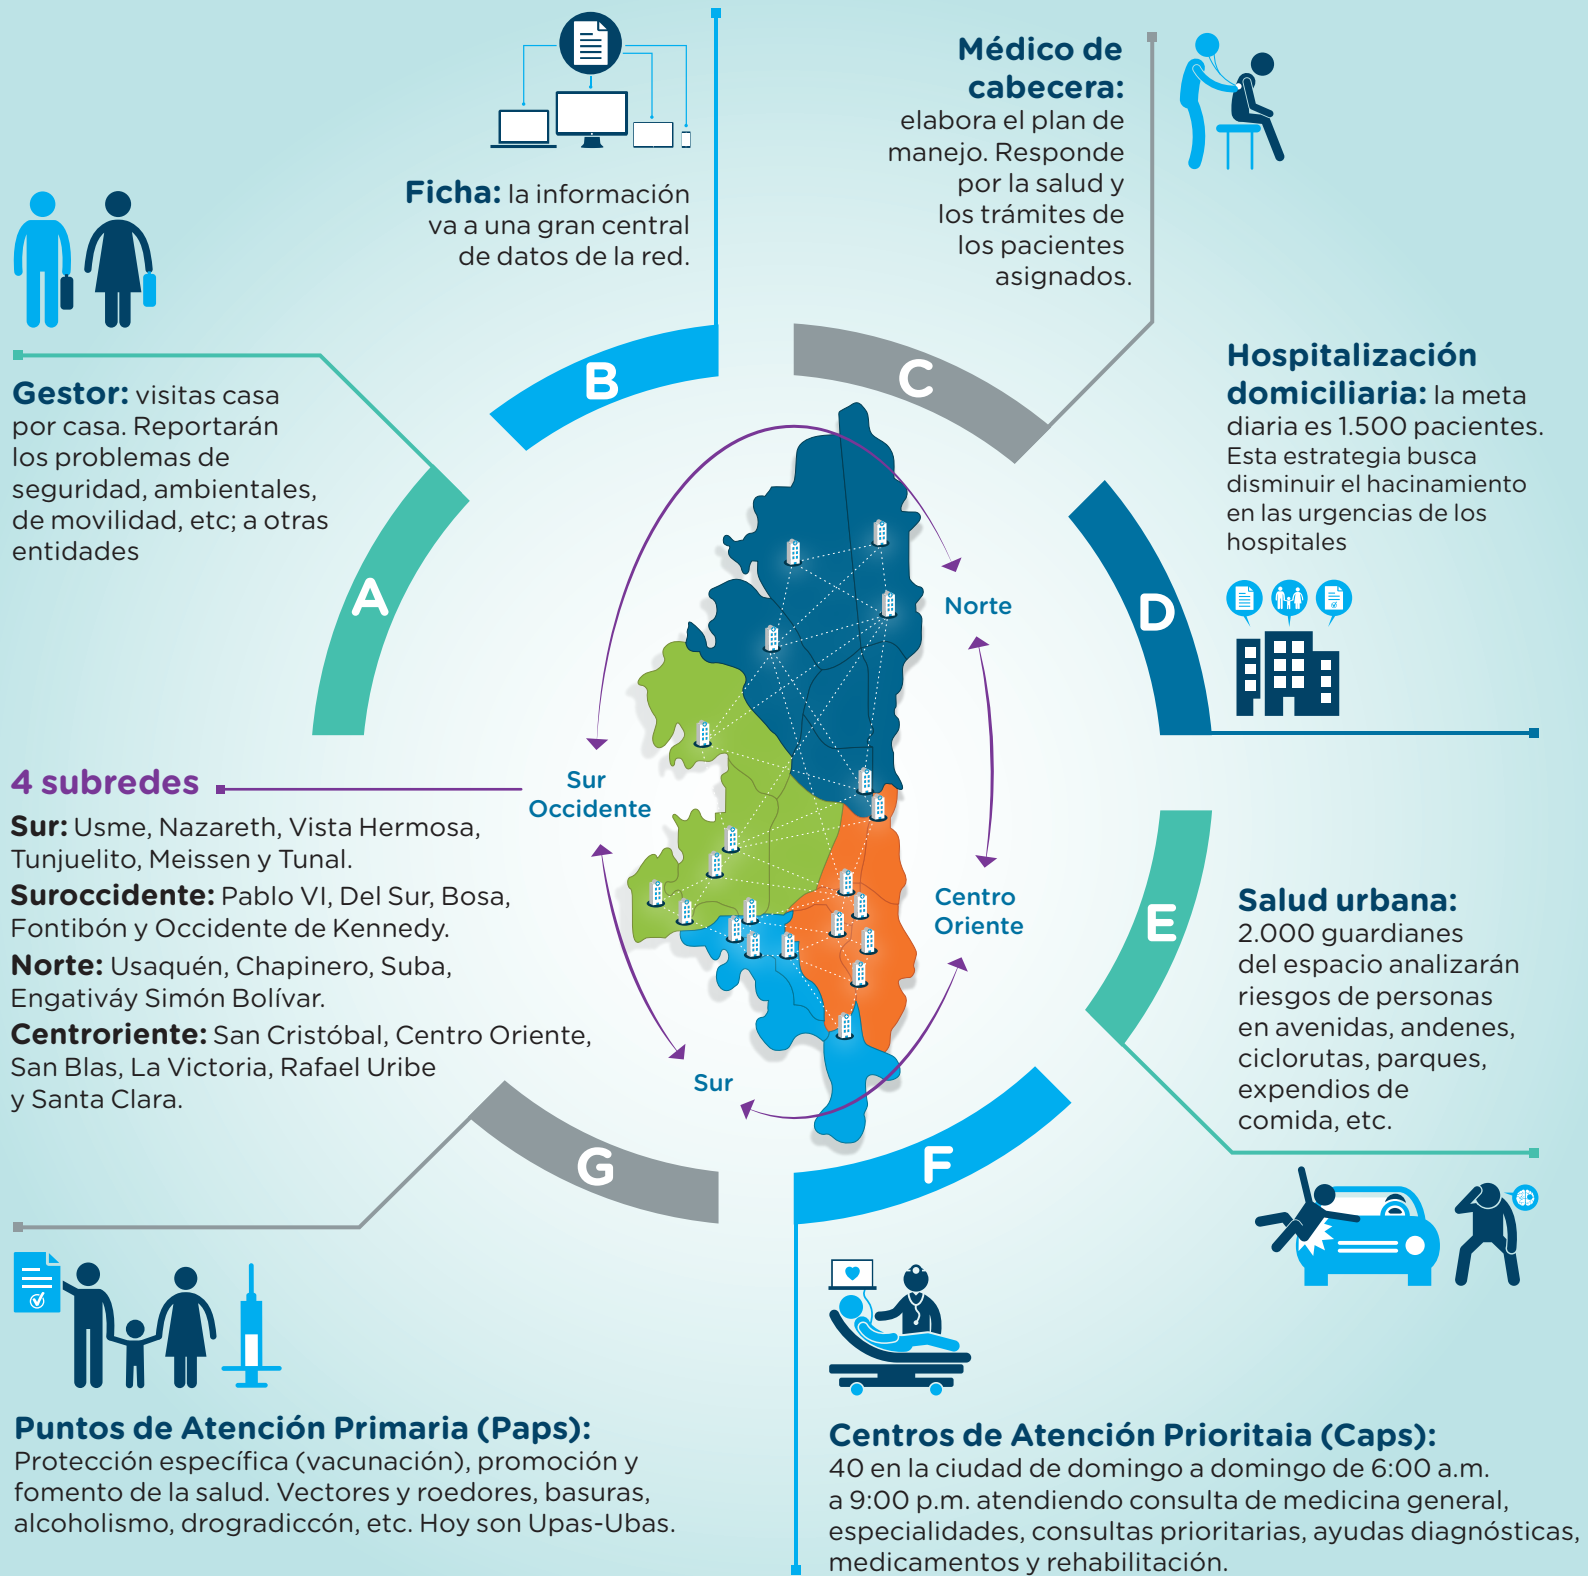 Ficha: la información
va a una gran central
de datos de la red.
Médico de
cabecera:
elabora el plan de
manejo. Responde
por la salud y
los trámites de
los pacientes
asignados.
Gestor: visitas casa
por casa. Reportarán
los problemas de
seguridad, ambientales,
de movilidad, etc; a otras
entidades
Hospitalización
domiciliaria: la meta
diaria es 1.500 pacientes.
Esta estrategia busca
disminuir el hacinamiento
en las urgencias de los
hospitales
A
B
C
D
E
F
G
Norte
Sur
Occidente
Centro
Oriente
Sur
4 subredes
Sur: Usme, Nazareth, Vista Hermosa,
Tunjuelito, Meissen y Tunal.
Suroccidente: Pablo VI, Del Sur, Bosa,
Fontibón y Occidente de Kennedy.
Norte: Usaquén, Chapinero, Suba,
Engativáy Simón Bolívar.
Centroriente: San Cristóbal, Centro Oriente,
San Blas, La Victoria, Rafael Uribe
y Santa Clara.
Salud urbana:
2.000 guardianes
del espacio analizarán
riesgos de personas
en avenidas, andenes,
ciclorutas, parques,
expendios de
comida, etc.
Puntos de Atención Primaria (Paps):
Protección específica (vacunación), promoción y
fomento de la salud. Vectores y roedores, basuras,
alcoholismo, drogradiccón, etc. Hoy son Upas-Ubas.
Centros de Atención Prioritaia (Caps):
40 en la ciudad de domingo a domingo de 6:00 a.m.
a 9:00 p.m. atendiendo consulta de medicina general,
especialidades, consultas prioritarias, ayudas diagnósticas,
medicamentos y rehabilitación.